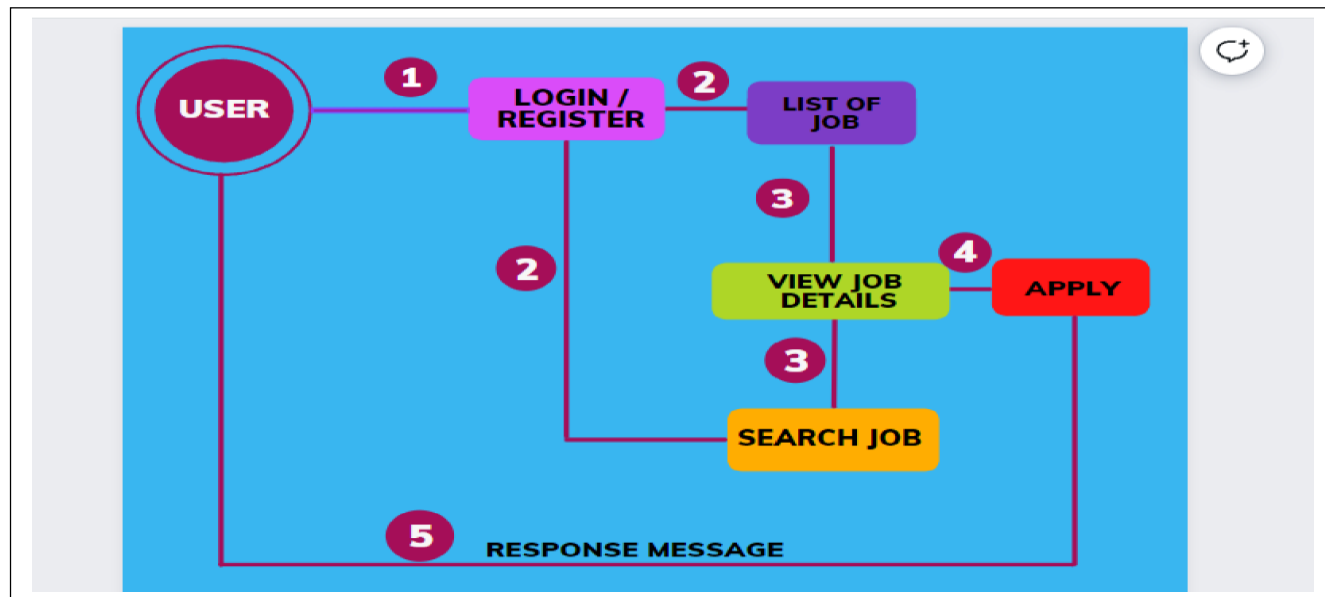 1
2
USER
LOGIN /
REGISTER
LIST OF
JOB
3
4
2
VIEW JOB
DETAILS
APPLY
3
SEARCH JOB
5
RESPONSE MESSAGE